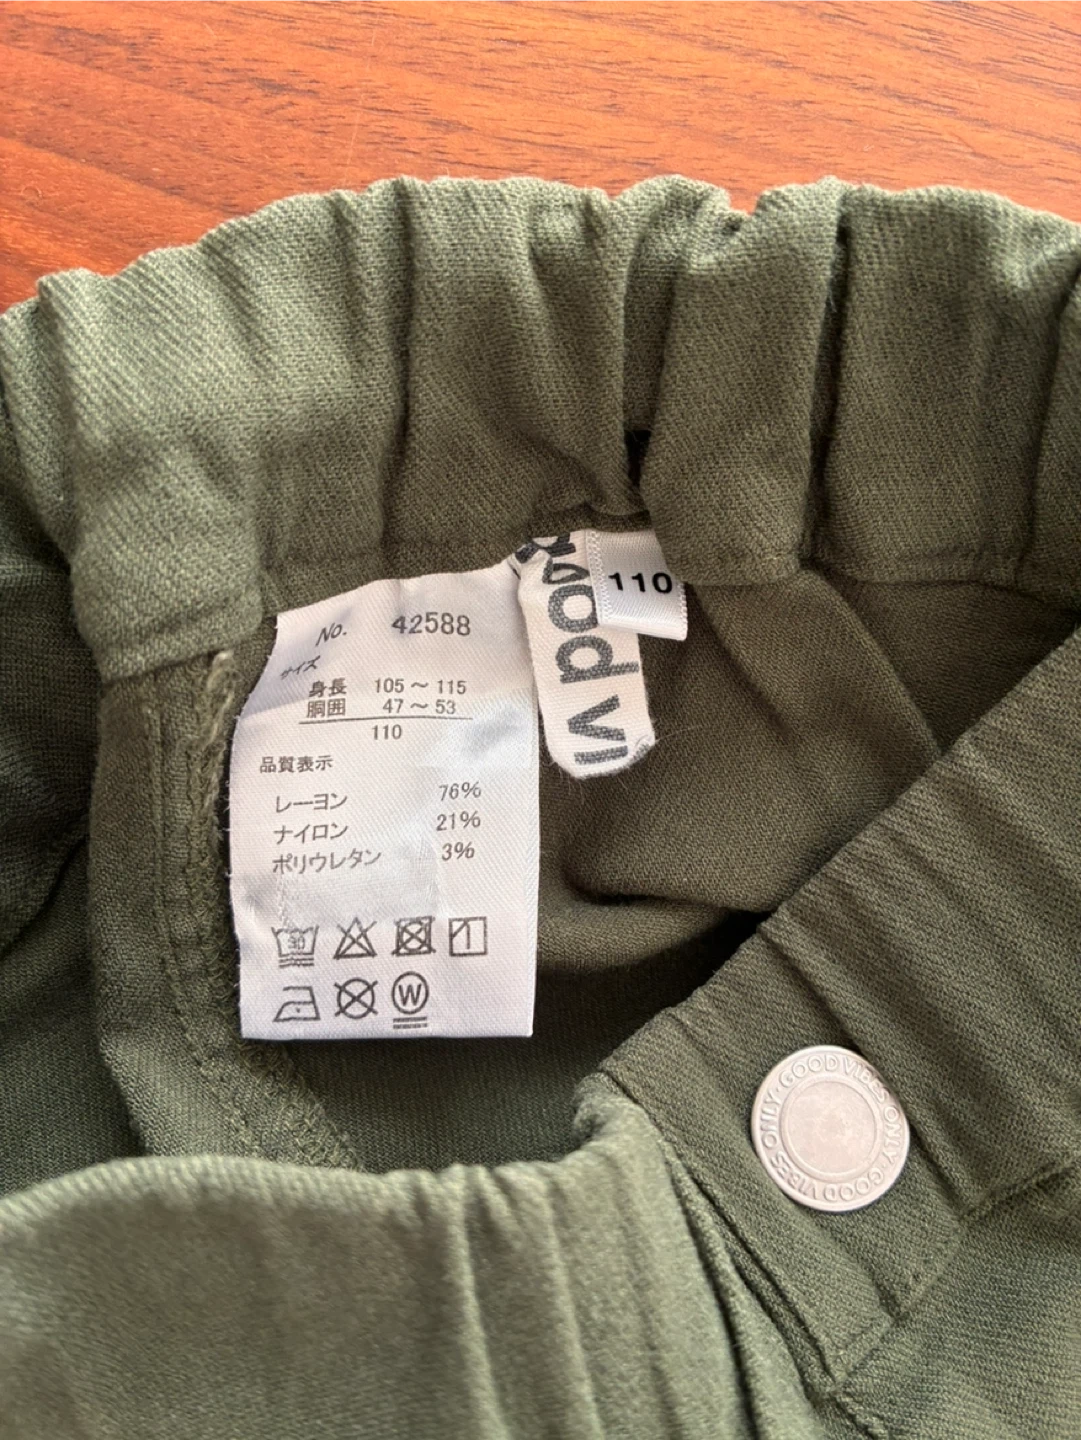 110
ood VI
No. 42588
サイズ
身長 105～115
胴囲 47～53
110
品質表示
レーヨン 76%
ナイロン 21%
ポリウレタン 3%
30
W
GOOD VIBES ONLY · GOOD VIBES ONLY ·